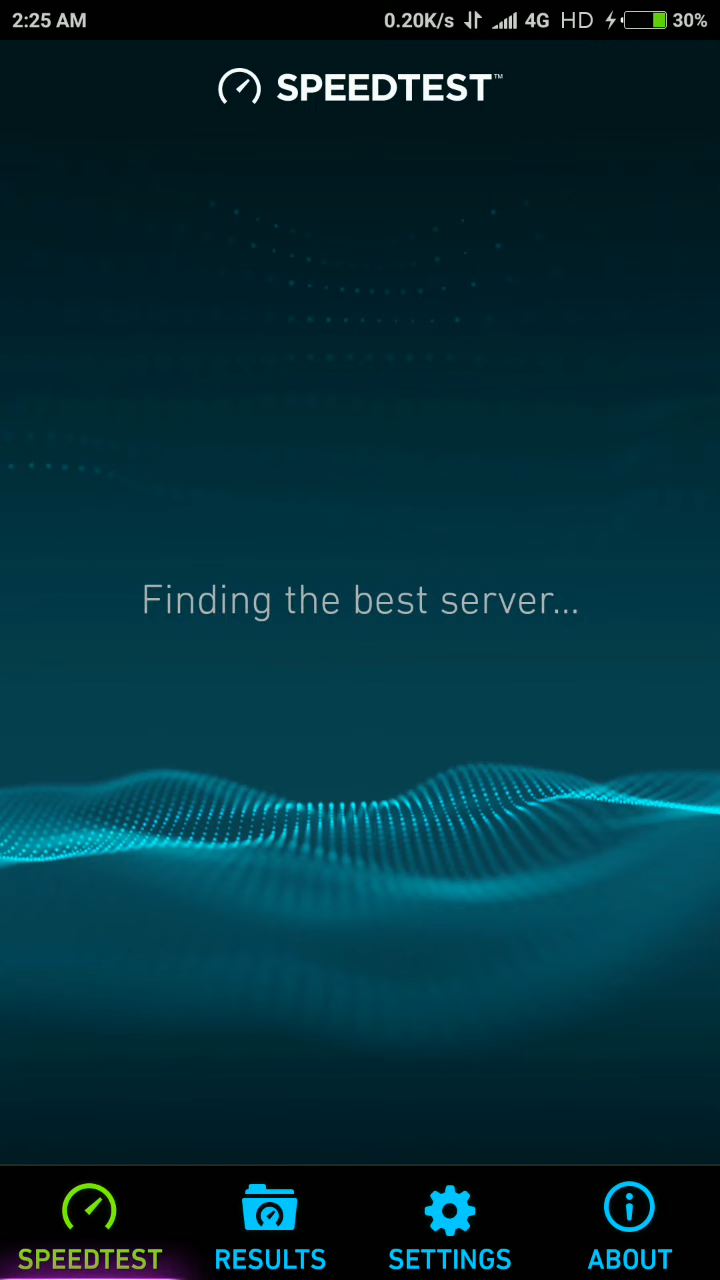 2:25 AM 0.20K/s 4G HD 30%
SPEEDTEST™
Finding the best server...
SPEEDTEST RESULTS SETTINGS ABOUT